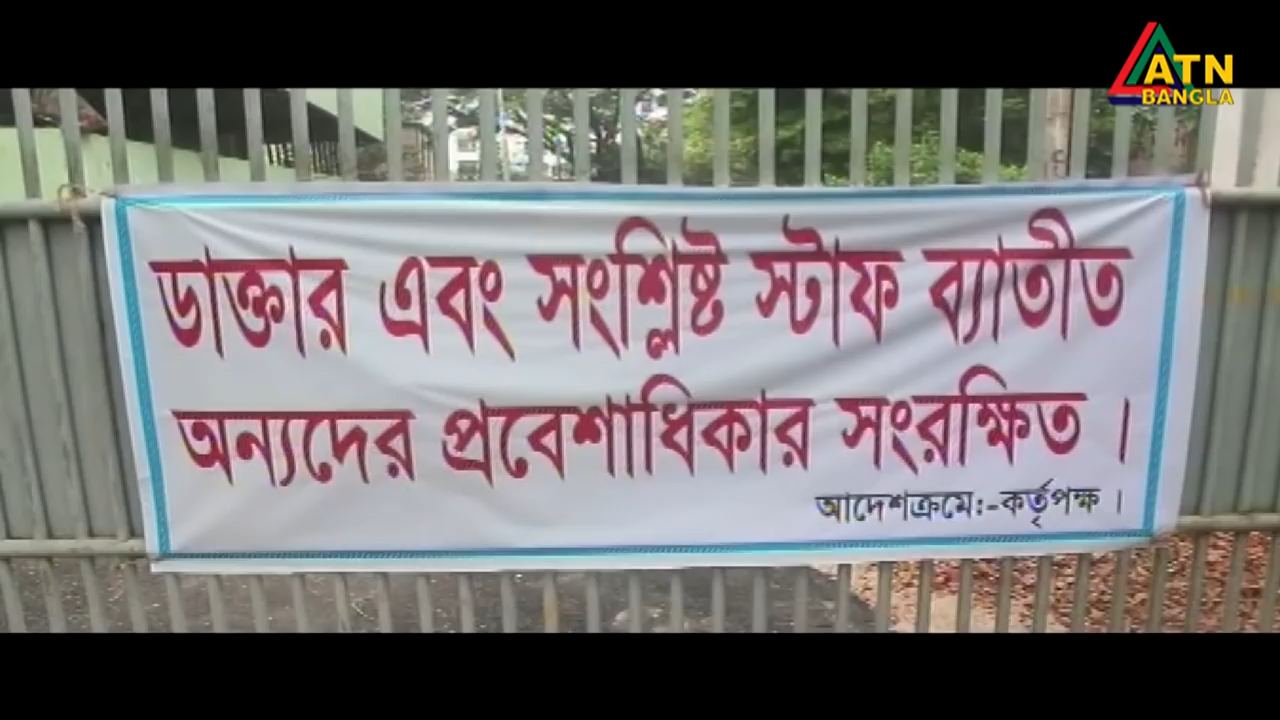 ATN
BANGLA
ডাক্তার এবং সংশ্লিষ্ট স্টাফ ব্যাতীত
অন্যদের প্রবেশাধিকার সংরক্ষিত ।
আদেশক্রমে:-কর্তৃপক্ষ ।